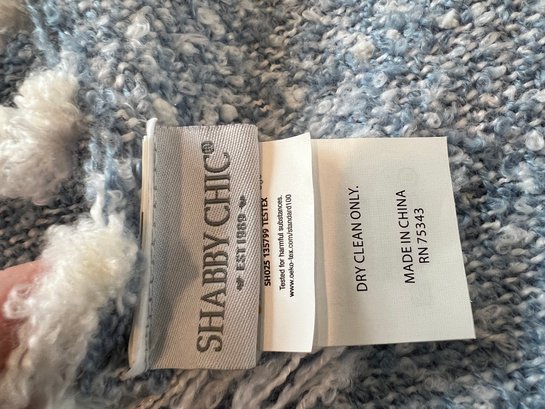 SHABBY CHIC®
EST 1989
SH025 135799 TESTEX
Tested for harmful substances.
www.oeko-tex.com/standard100
DRY CLEAN ONLY.
MADE IN CHINA
RN 75343